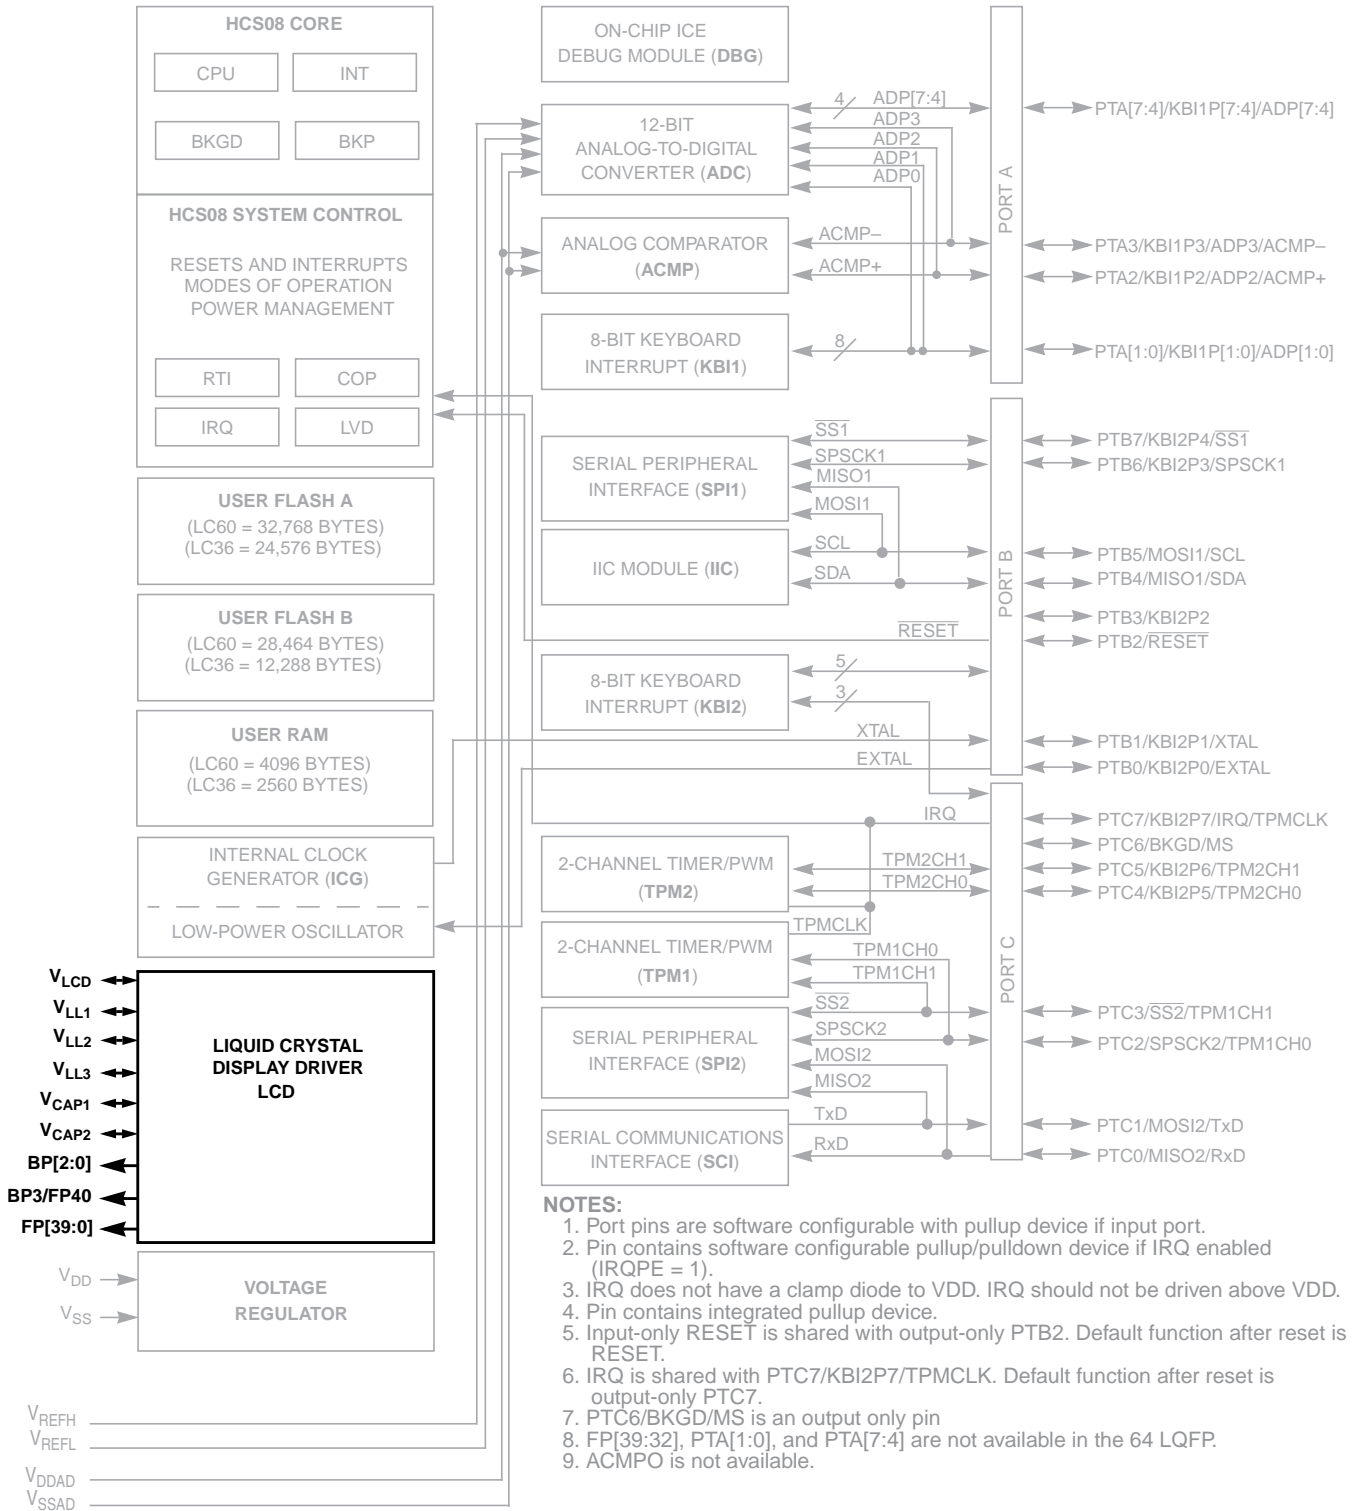 HCS08 CORE
CPU
INT
BKGD
BKP
HCS08 SYSTEM CONTROL
RESETS AND INTERRUPTS
MODES OF OPERATION
POWER MANAGEMENT
RTI
COP
IRQ
LVD
USER FLASH A
(LC60 = 32,768 BYTES)
(LC36 = 24,576 BYTES)
USER FLASH B
(LC60 = 28,464 BYTES)
(LC36 = 12,288 BYTES)
USER RAM
(LC60 = 4096 BYTES)
(LC36 = 2560 BYTES)
INTERNAL CLOCK
GENERATOR (ICG)
LOW-POWER OSCILLATOR
VLCD
VLL1
VLL2
VLL3
VCAP1
VCAP2
BP[2:0]
BP3/FP40
FP[39:0]
LIQUID CRYSTAL
DISPLAY DRIVER
LCD
VDD
VSS
VOLTAGE
REGULATOR
VREFH
VREFL
VDDAD
VSSAD
ON-CHIP ICE
DEBUG MODULE (DBG)
12-BIT
ANALOG-TO-DIGITAL
CONVERTER (ADC)
4
ADP[7:4]
ADP3
ADP2
ADP1
ADP0
ANALOG COMPARATOR
(ACMP)
ACMP–
ACMP+
8-BIT KEYBOARD
INTERRUPT (KBI1)
8
SERIAL PERIPHERAL
INTERFACE (SPI1)
SS1
SPSCK1
MISO1
MOSI1
IIC MODULE (IIC)
SCL
SDA
RESET
8-BIT KEYBOARD
INTERRUPT (KBI2)
5
3
XTAL
EXTAL
IRQ
2-CHANNEL TIMER/PWM
(TPM2)
TPM2CH1
TPM2CH0
TPMCLK
2-CHANNEL TIMER/PWM
(TPM1)
TPM1CH0
TPM1CH1
SERIAL PERIPHERAL
INTERFACE (SPI2)
SS2
SPSCK2
MOSI2
MISO2
SERIAL COMMUNICATIONS
INTERFACE (SCI)
TxD
RxD
PORT A
PTA[7:4]/KBI1P[7:4]/ADP[7:4]
PTA3/KBI1P3/ADP3/ACMP–
PTA2/KBI1P2/ADP2/ACMP+
PTA[1:0]/KBI1P[1:0]/ADP[1:0]
PORT B
PTB7/KBI2P4/SS1
PTB6/KBI2P3/SPSCK1
PTB5/MOSI1/SCL
PTB4/MISO1/SDA
PTB3/KBI2P2
PTB2/RESET
PTB1/KBI2P1/XTAL
PTB0/KBI2P0/EXTAL
PORT C
PTC7/KBI2P7/IRQ/TPMCLK
PTC6/BKGD/MS
PTC5/KBI2P6/TPM2CH1
PTC4/KBI2P5/TPM2CH0
PTC3/SS2/TPM1CH1
PTC2/SPSCK2/TPM1CH0
PTC1/MOSI2/TxD
PTC0/MISO2/RxD
NOTES:
1. Port pins are software configurable with pullup device if input port.
2. Pin contains software configurable pullup/pulldown device if IRQ enabled
(IRQPE = 1).
3. IRQ does not have a clamp diode to VDD. IRQ should not be driven above VDD.
4. Pin contains integrated pullup device.
5. Input-only RESET is shared with output-only PTB2. Default function after reset is
RESET.
6. IRQ is shared with PTC7/KBI2P7/TPMCLK. Default function after reset is
output-only PTC7.
7. PTC6/BKGD/MS is an output only pin
8. FP[39:32], PTA[1:0], and PTA[7:4] are not available in the 64 LQFP.
9. ACMPO is not available.